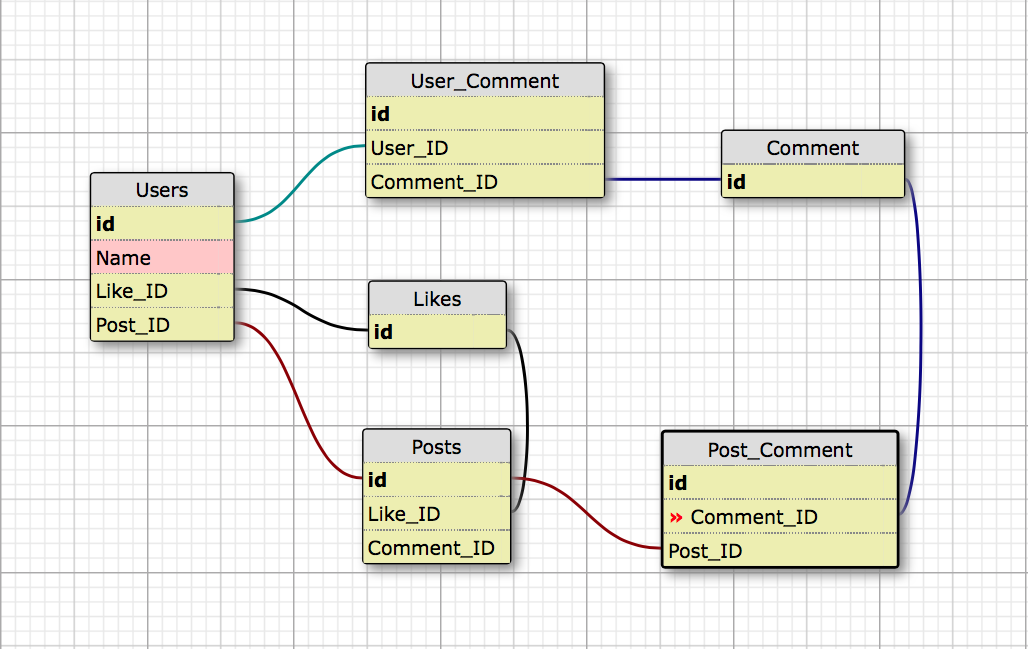 User_Comment
id
User_ID
Comment_ID
Comment
id
Users
id
Name
Like_ID
Post_ID
Likes
id
Posts
id
Like_ID
Comment_ID
Post_Comment
id
» Comment_ID
Post_ID